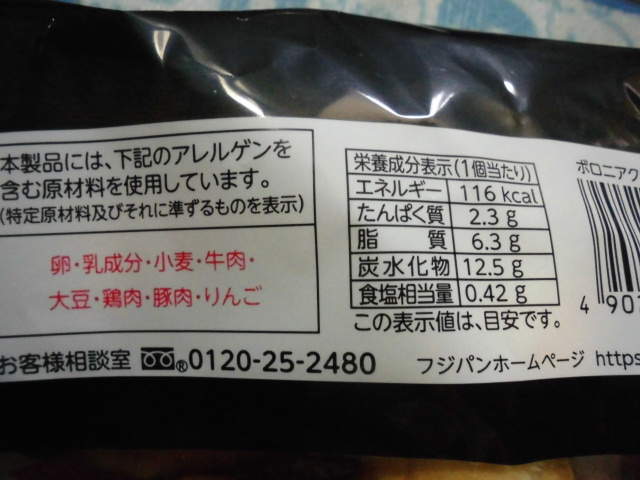 本製品には、下記のアレルゲンを
含む原材料を使用しています。
(特定原材料及びそれに準ずるものを表示)
卵・乳成分・小麦・牛肉・
大豆・鶏肉・豚肉・りんご
栄養成分表示(1個当たり)
エネルギー 116 kcal
たんぱく質 2.3 g
脂 質 6.3 g
炭水化物 12.5 g
食塩相当量 0.42 g
この表示値は、目安です。
ボロニアク
4 90
お客様相談室 ® 0120-25-2480
フジパンホームページ https